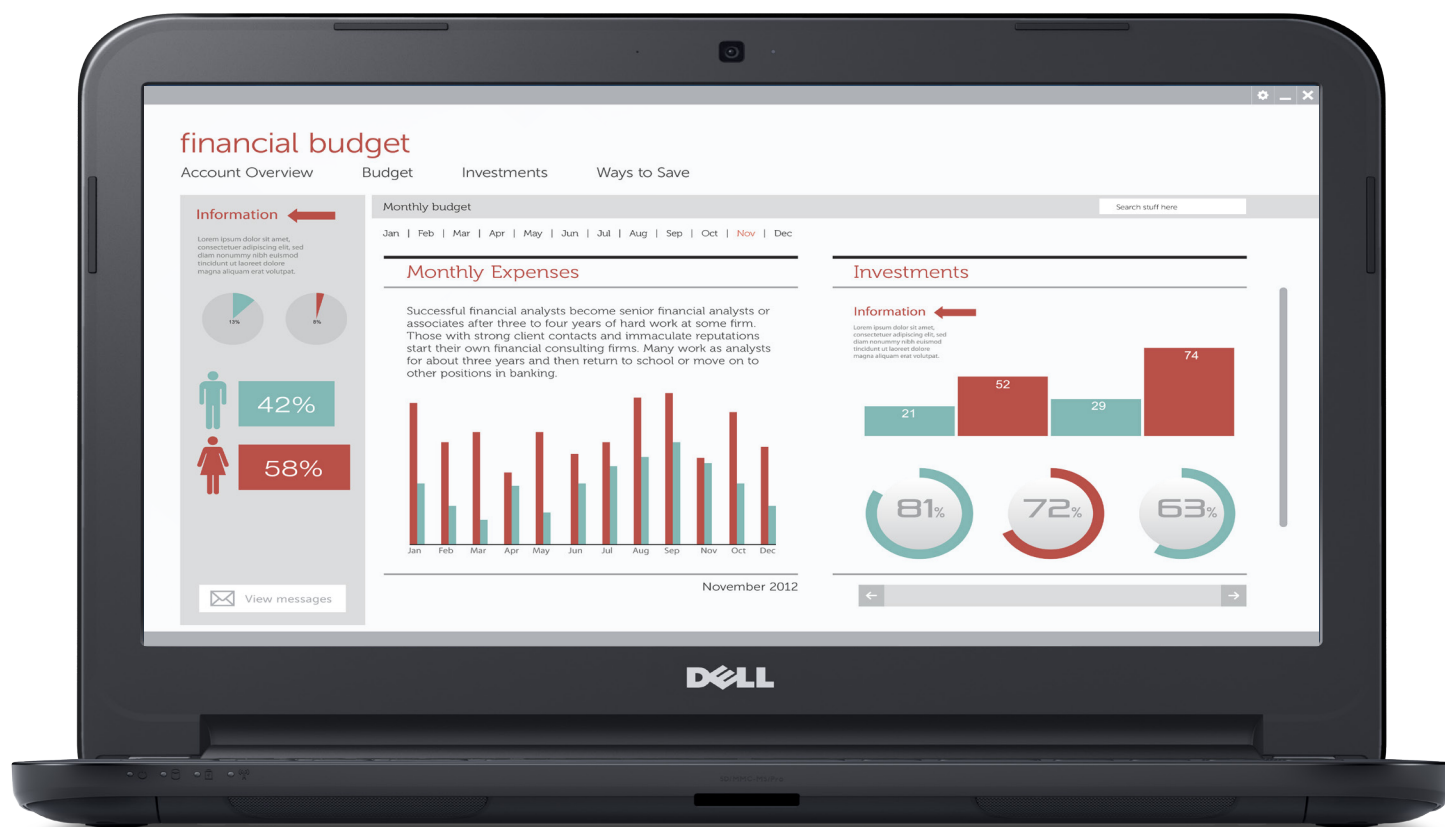 financial budget
Account Overview Budget Investments Ways to Save
Information
Lorem ipsum dolor sit amet,
consectetuer adipiscing elit, sed
diam nonummy nibh euismod
tincidunt ut laoreet dolore
magna aliquam erat volutpat.
13% 6%
42%
58%
View messages
Monthly budget
Search stuff here
Jan | Feb | Mar | Apr | May | Jun | Jul | Aug | Sep | Oct | Nov | Dec
Monthly Expenses
Successful financial analysts become senior financial analysts or
associates after three to four years of hard work at some firm.
Those with strong client contacts and immaculate reputations
start their own financial consulting firms. Many work as analysts
for about three years and then return to school or move on to
other positions in banking.
Jan Feb Mar Apr May Jun Jul Aug Sep Nov Oct Dec
November 2012
Investments
Information
Lorem ipsum dolor sit amet,
consectetuer adipiscing elit, sed
diam nonummy nibh euismod
tincidunt ut laoreet dolore
magna aliquam erat volutpat.
21 52 29 74
81% 72% 63%
DELL